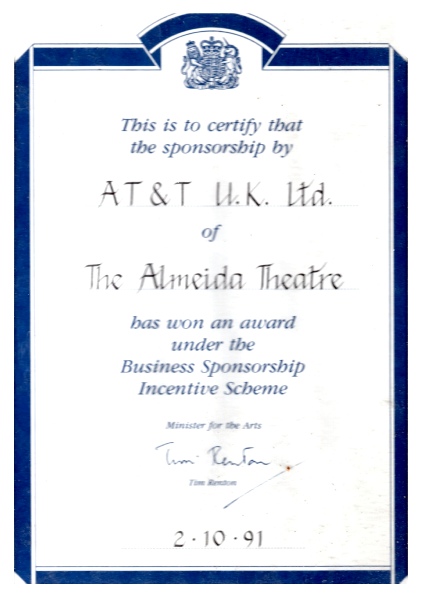 This is to certify that
the sponsorship by
AT&T U.K. Ltd.
of
The Almeida Theatre
has won an award
under the
Business Sponsorship
Incentive Scheme
Minister for the Arts
Tim Renton
Tim Renton
2·10·91